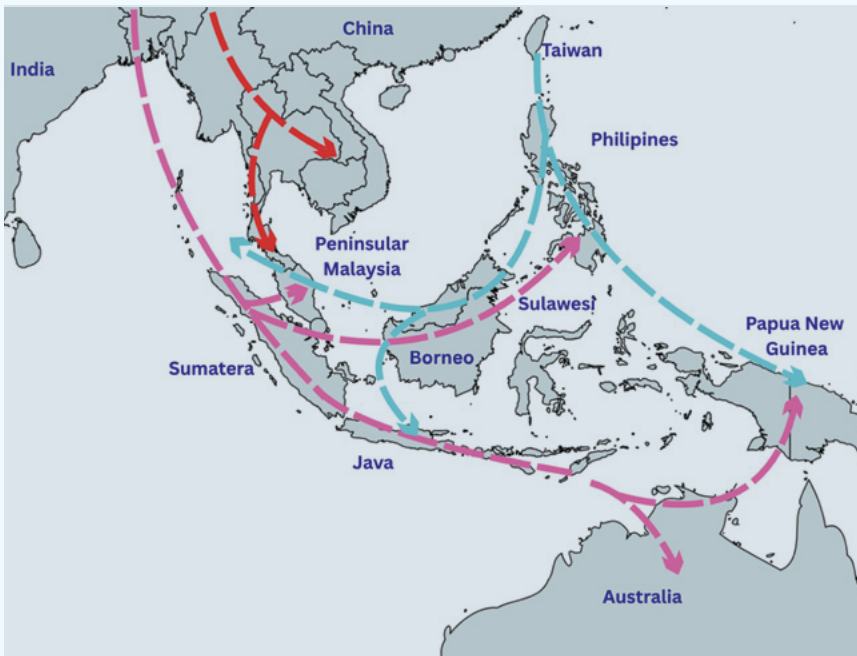 China
India
Taiwan
Philipines
Peninsular
Malaysia
Sulawesi
Papua New
Guinea
Borneo
Sumatera
Java
Australia